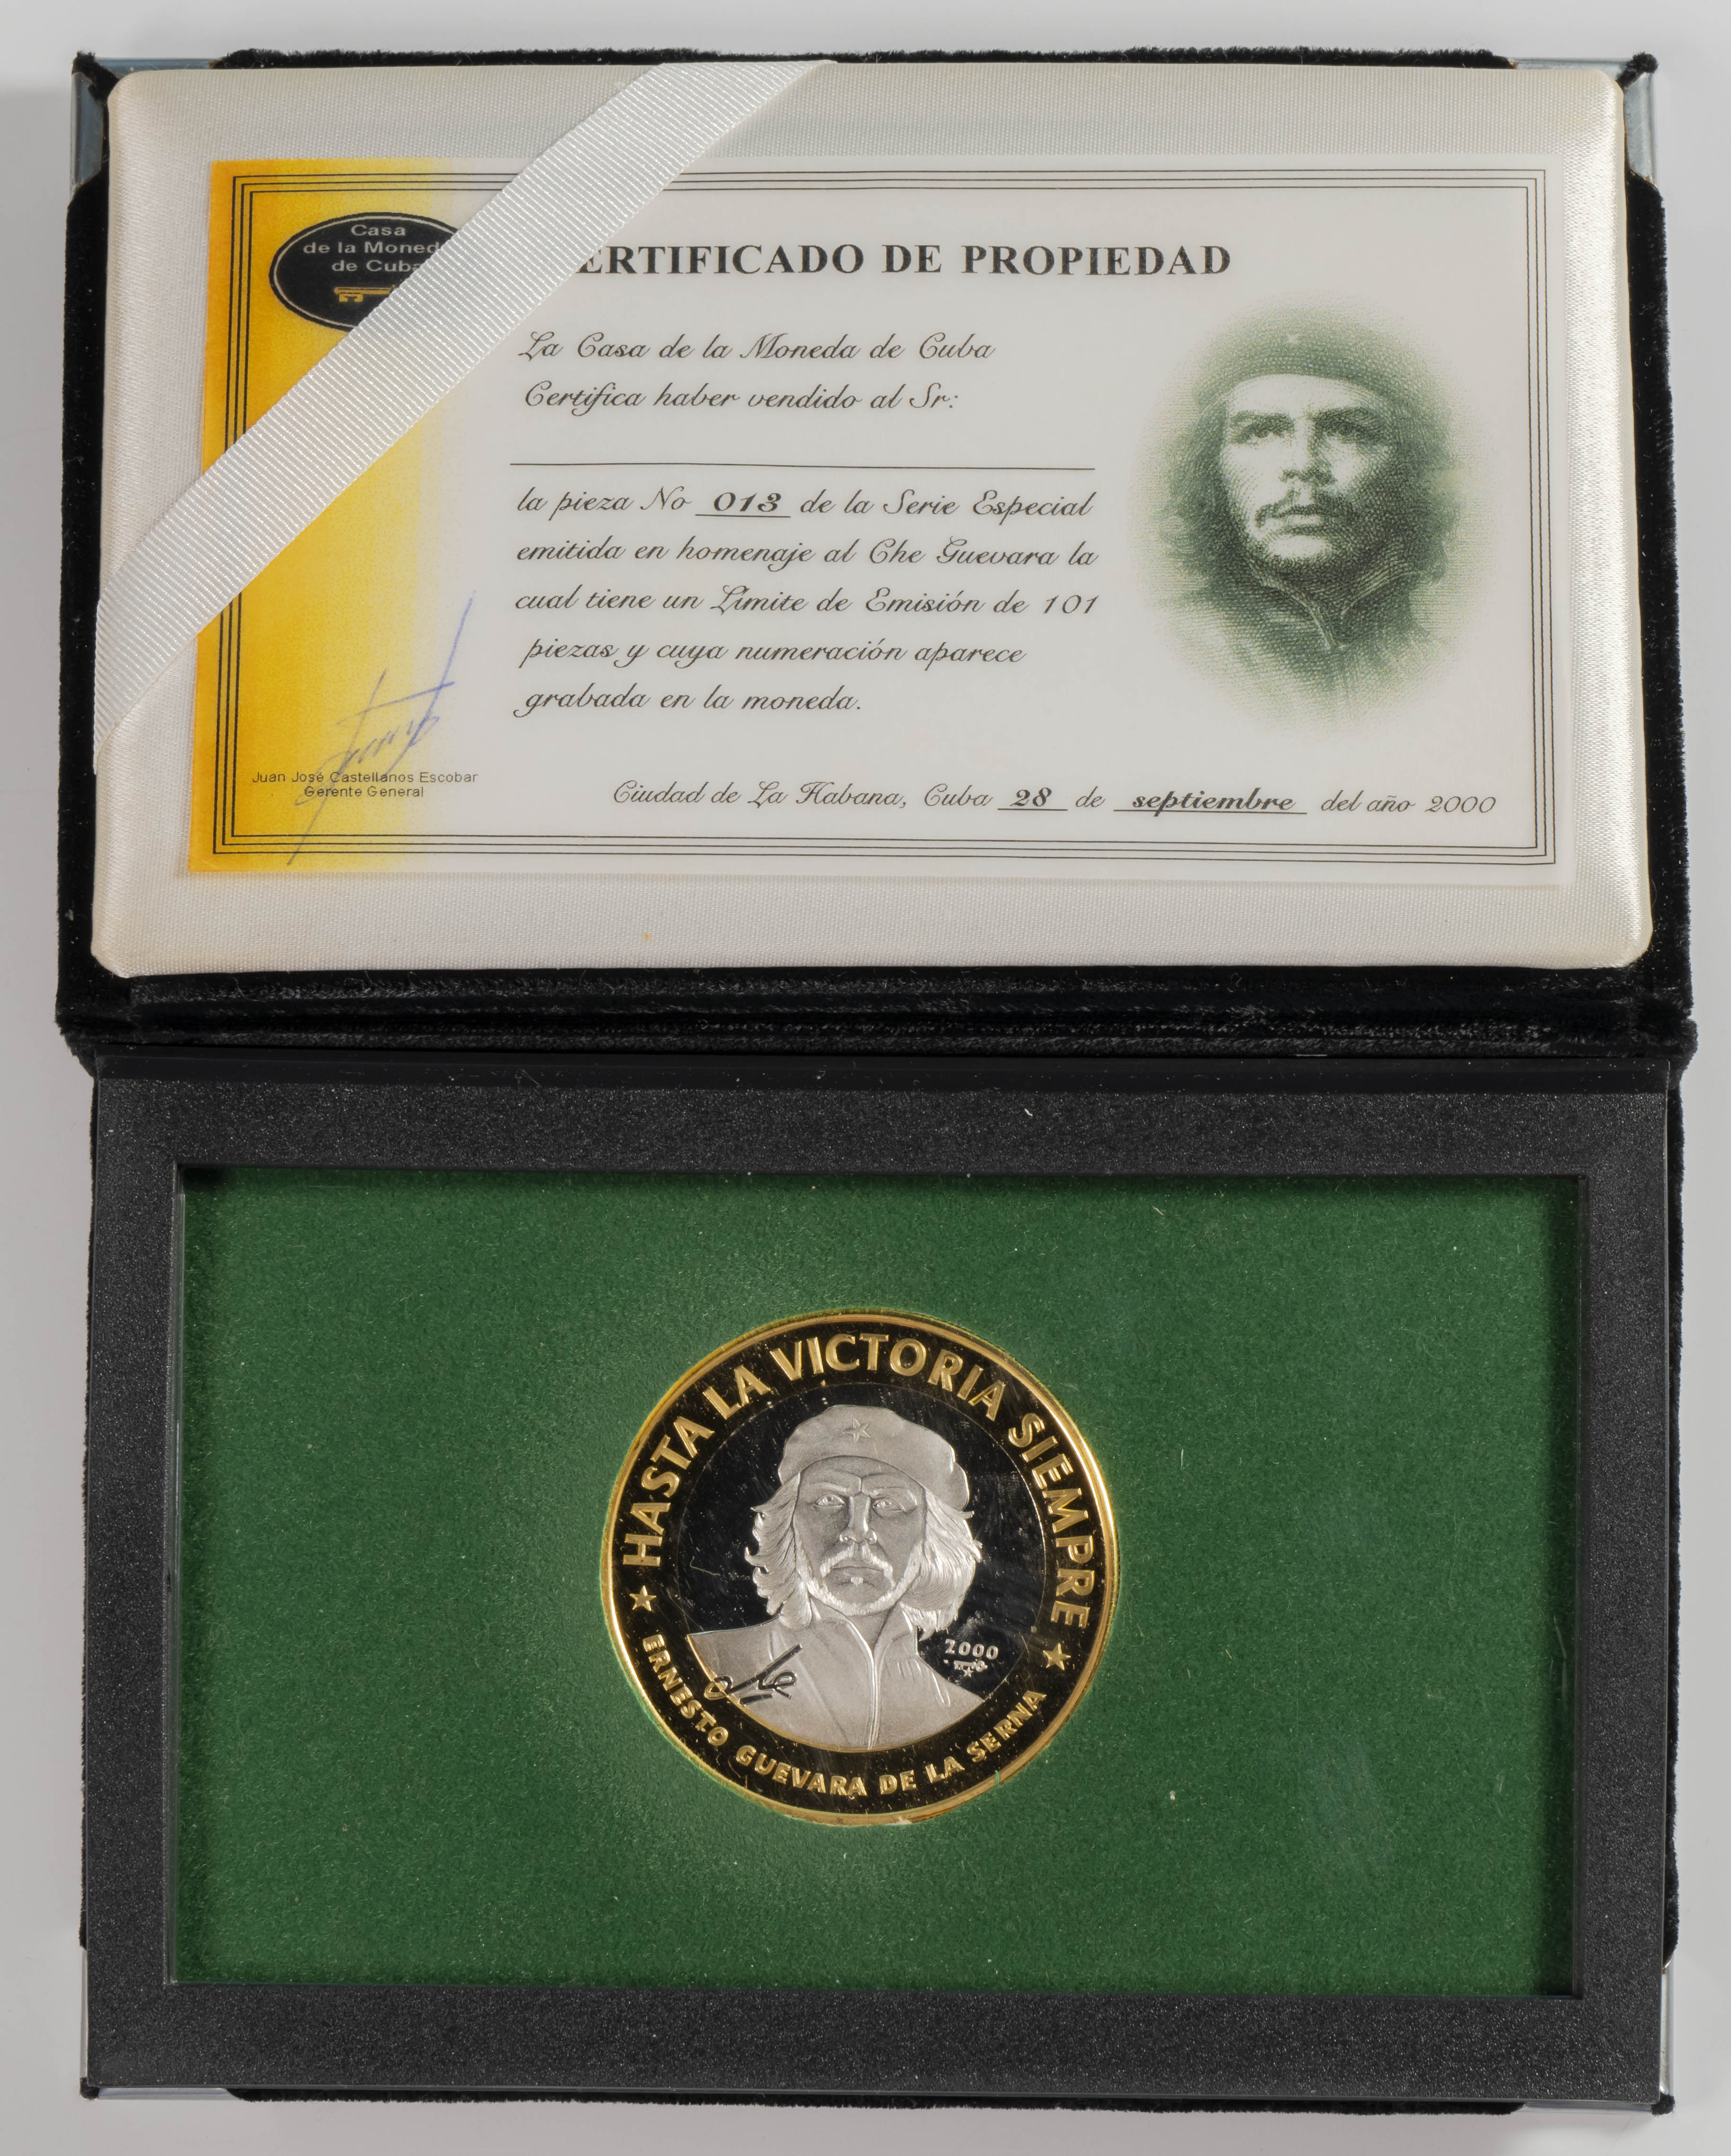 Casa
de la Moned
de Cuba
ERTIFICADO DE PROPIEDAD
La Casa de la Moneda de Cuba
Certifica haber vendido al Sr:
la pieza No 013 de la Serie Especial
emitida en homenaje al Che Guevara la
cual tiene un Límite de Emisión de 101
piezas y cuya numeración aparece
grabada en la moneda.
Juan José Castellanos Escobar
Gerente General
Ciudad de La Habana, Cuba 28 de septiembre del año 2000
HASTA LA VICTORIA SIEMPRE
2000
Che
ERNESTO GUEVARA DE LA SERNA